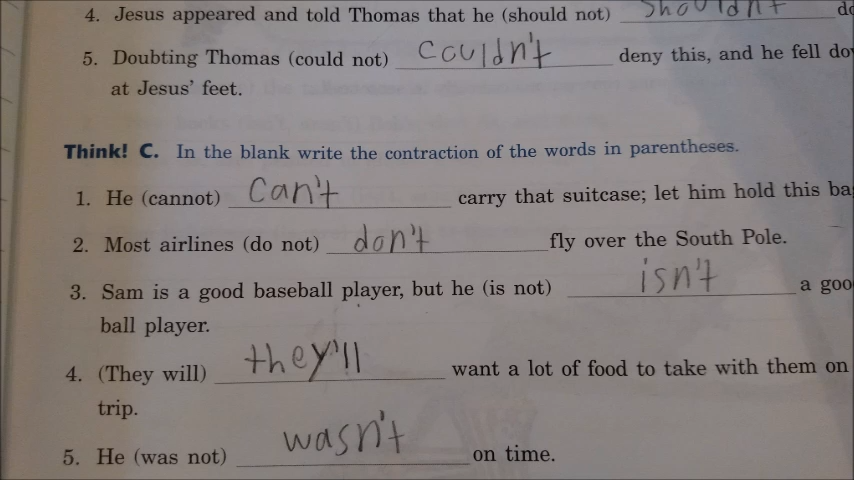 4. Jesus appeared and told Thomas that he (should not) shouldn't
5. Doubting Thomas (could not) couldn't deny this, and he fell do
at Jesus' feet.
Think! C. In the blank write the contraction of the words in parentheses.
1. He (cannot) can't carry that suitcase; let him hold this ba
2. Most airlines (do not) don't fly over the South Pole.
3. Sam is a good baseball player, but he (is not) isn't a goo
ball player.
4. (They will) they'll want a lot of food to take with them on
trip.
5. He (was not) wasn't on time.